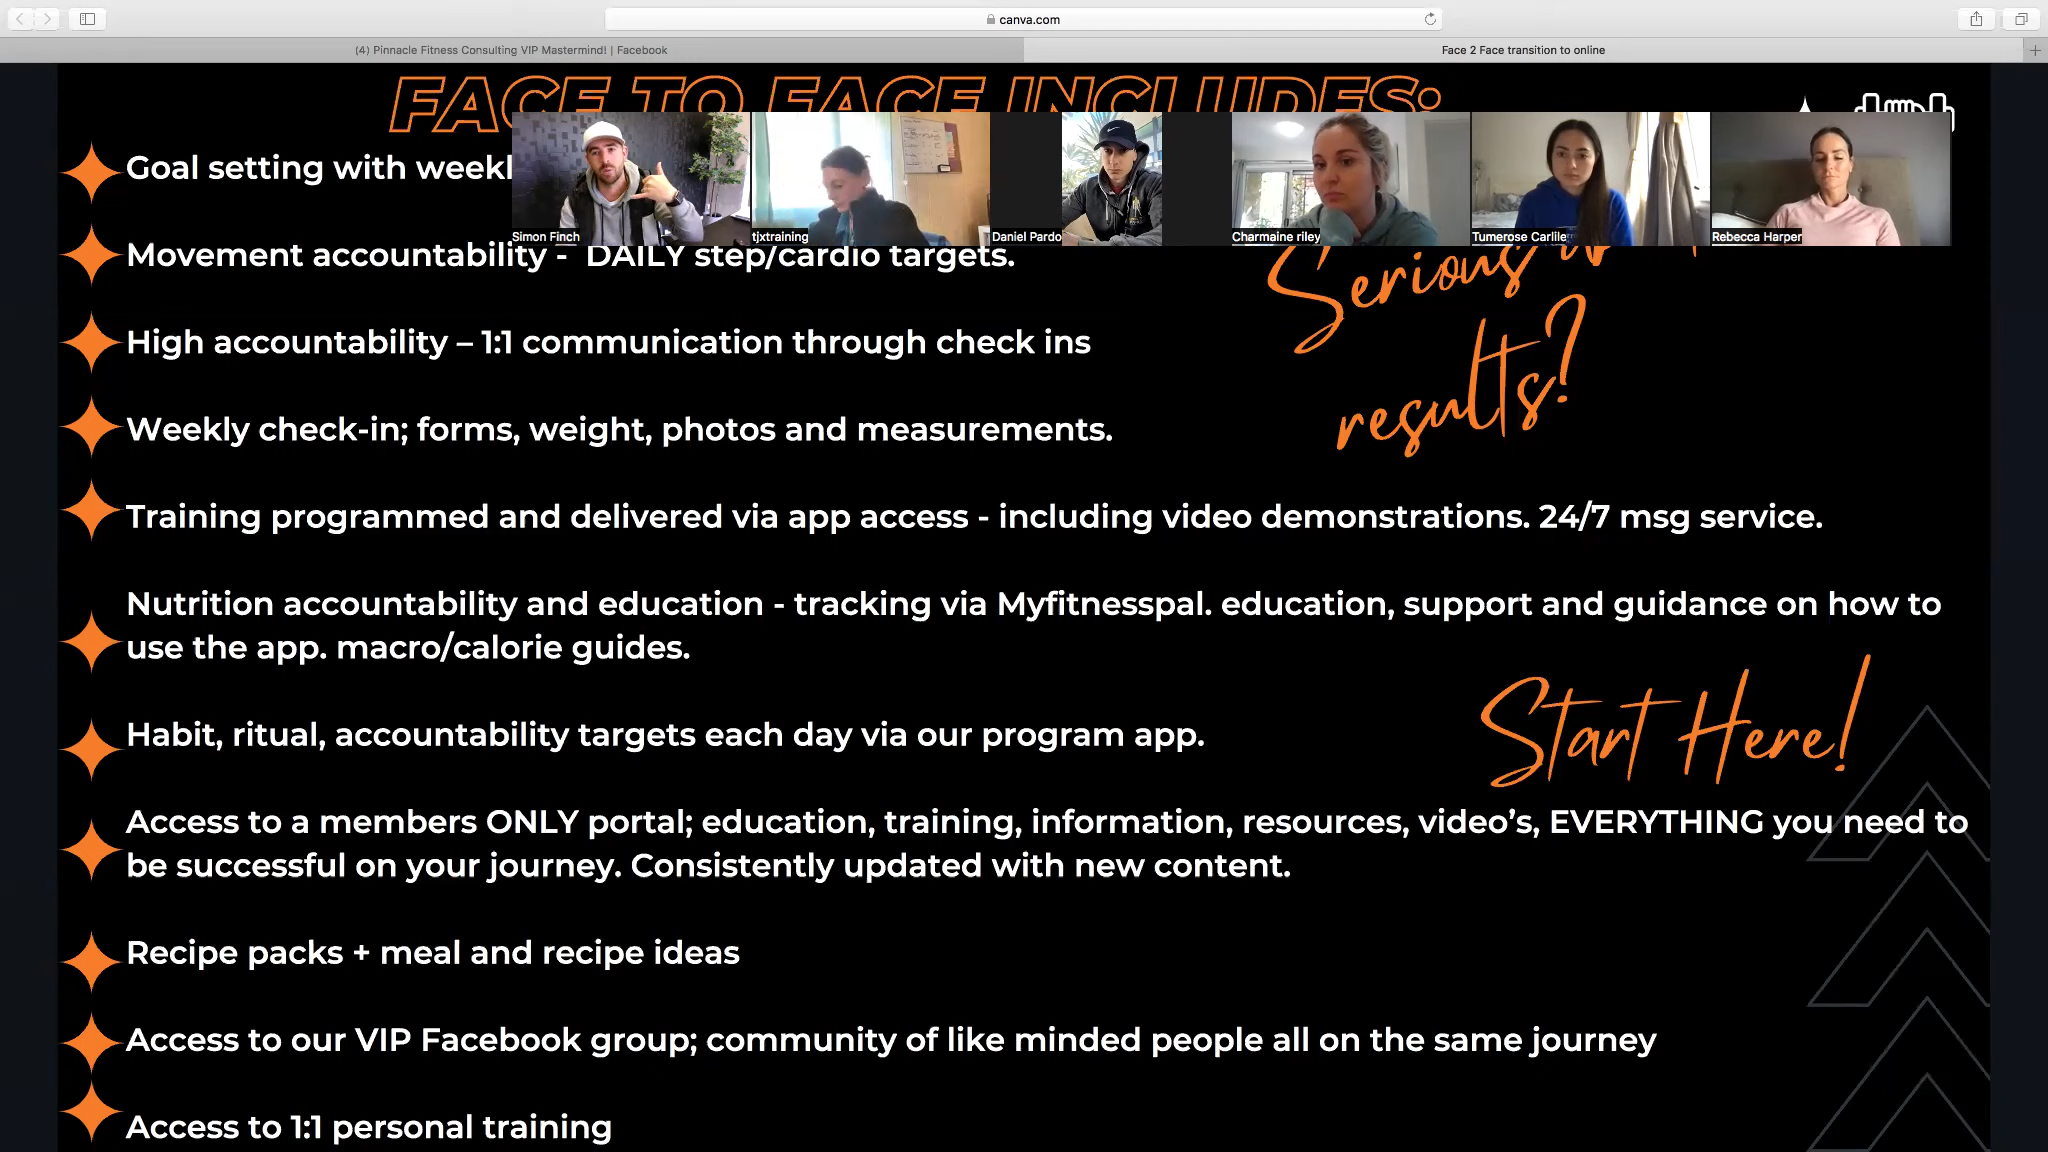 canva.com
(4) Pinnacle Fitness Consulting VIP Mastermind! | Facebook
Face 2 Face transition to online
FACE TO FACE INCLUDES:
Goal setting with weekl
Simon Finch
tjxtraining
Daniel Pardo
Charmaine riley
Tumerose Carlile
Rebecca Harper
Movement accountability - DAILY step/cardio targets.
Serious
results?
High accountability – 1:1 communication through check ins
Weekly check-in; forms, weight, photos and measurements.
Training programmed and delivered via app access - including video demonstrations. 24/7 msg service.
Nutrition accountability and education - tracking via Myfitnesspal. education, support and guidance on how to
use the app. macro/calorie guides.
Start Here!
Habit, ritual, accountability targets each day via our program app.
Access to a members ONLY portal; education, training, information, resources, video's, EVERYTHING you need to
be successful on your journey. Consistently updated with new content.
Recipe packs + meal and recipe ideas
Access to our VIP Facebook group; community of like minded people all on the same journey
Access to 1:1 personal training